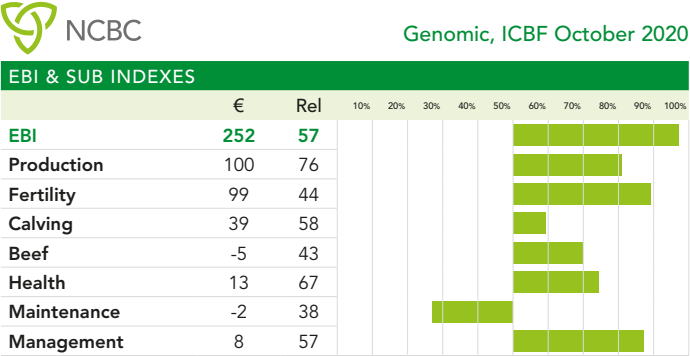 NCBC
Genomic, ICBF October 2020
EBI & SUB INDEXES
€ Rel 10% 20% 30% 40% 50% 60% 70% 80% 90% 100%
EBI 252 57
Production 100 76
Fertility 99 44
Calving 39 58
Beef -5 43
Health 13 67
Maintenance -2 38
Management 8 57